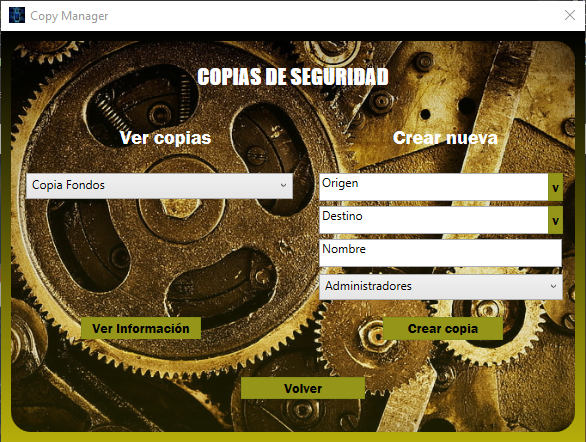 Copy Manager
COPIAS DE SEGURIDAD
Ver copias
Copia Fondos
Ver Información
Crear nueva
Origen
v
Destino
v
Nombre
Administradores
Crear copia
Volver